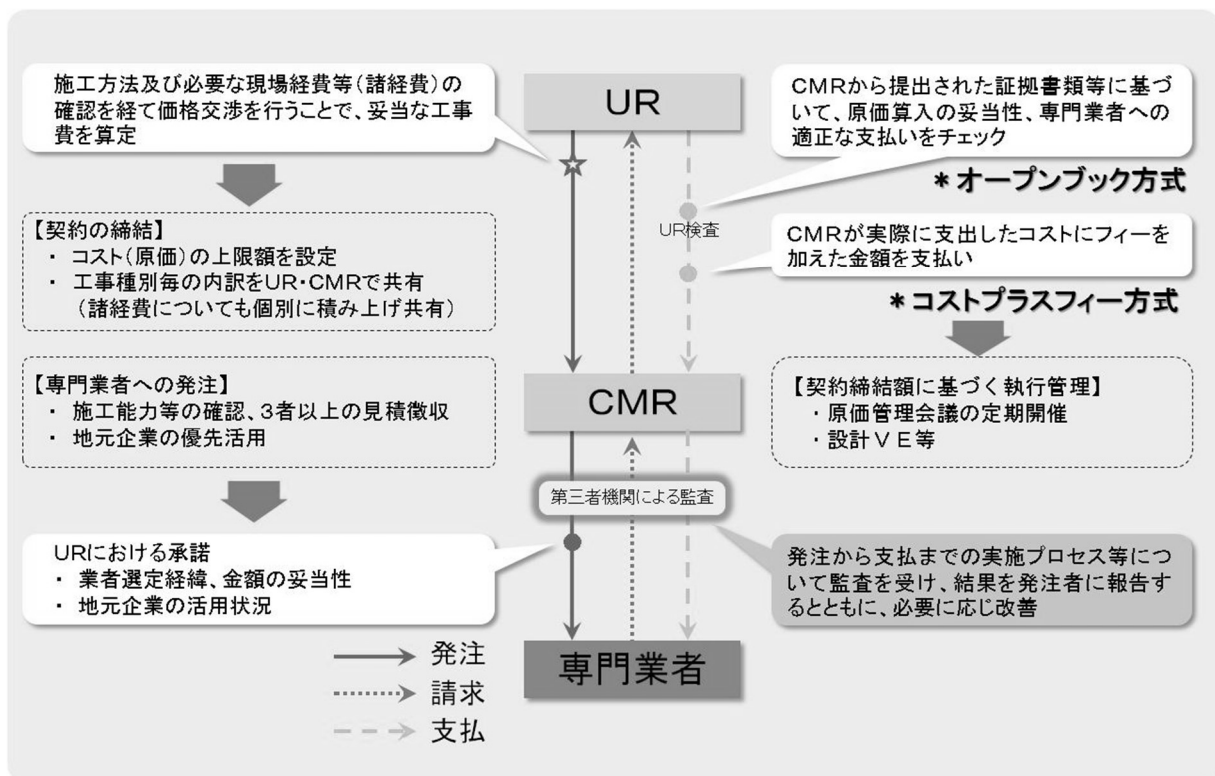 施工方法及び必要な現場経費等(諸経費)の
確認を経て価格交渉を行うことで、妥当な工事
費を算定
【契約の締結】
・ コスト(原価)の上限額を設定
・ 工事種別毎の内訳をUR・CMRで共有
(諸経費についても個別に積み上げ共有)
【専門業者への発注】
・ 施工能力等の確認、3者以上の見積徴収
・ 地元企業の優先活用
URにおける承諾
・ 業者選定経緯、金額の妥当性
・ 地元企業の活用状況
UR
UR検査
CMR
第三者機関による監査
専門業者
発注
請求
支払
CMRから提出された証拠書類等に基づ
いて、原価算入の妥当性、専門業者への
適正な支払いをチェック
*オープンブック方式
CMRが実際に支出したコストにフィーを
加えた金額を支払い
*コストプラスフィー方式
【契約締結額に基づく執行管理】
・原価管理会議の定期開催
・設計VE等
発注から支払までの実施プロセス等につ
いて監査を受け、結果を発注者に報告す
るとともに、必要に応じ改善